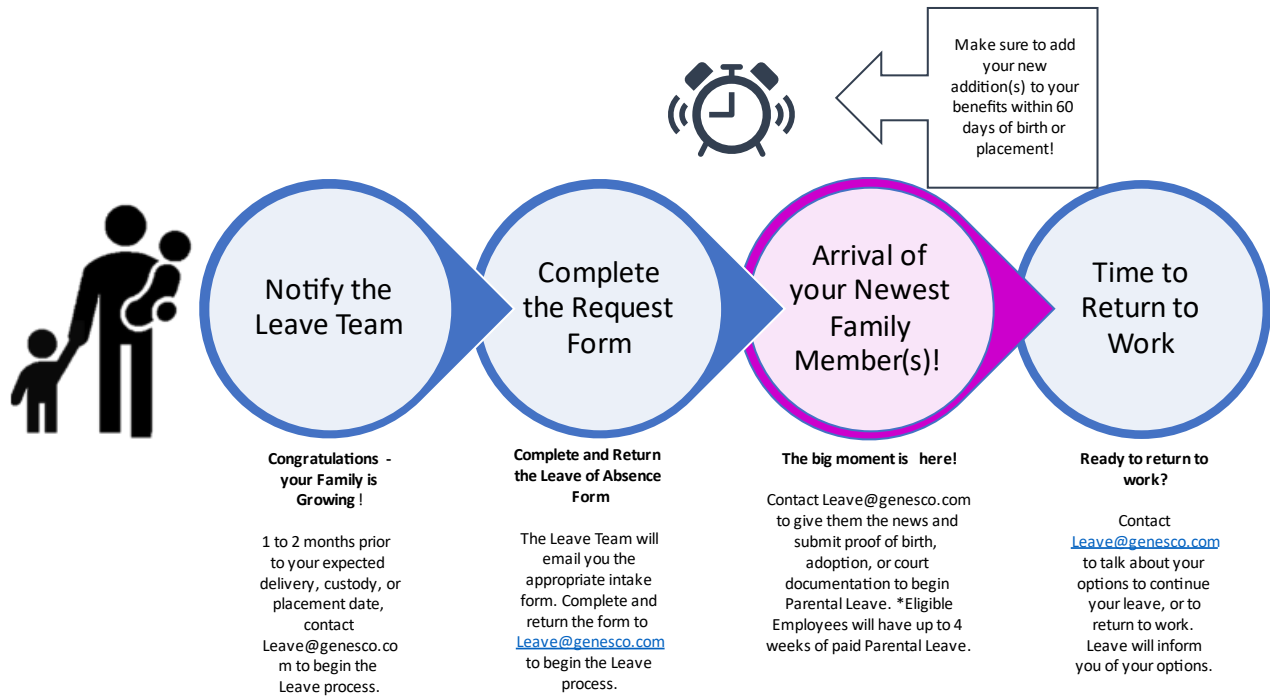 Make sure to add
your new
addition(s) to your
benefits within 60
days of birth or
placement!
Notify the
Leave Team
Complete
the Request
Form
Arrival of
your Newest
Family
Member(s)!
Time to
Return to
Work
Congratulations -
your Family is
Growing !
1 to 2 months prior
to your expected
delivery, custody, or
placement date,
contact
Leave@genesco.co
m to begin the
Leave process.
Complete and Return
the Leave of Absence
Form
The Leave Team will
email you the
appropriate intake
form. Complete and
return the form to
Leave@genesco.com
to begin the Leave
process.
The big moment is here!
Contact Leave@genesco.com
to give them the news and
submit proof of birth,
adoption, or court
documentation to begin
Parental Leave. *Eligible
Employees will have up to 4
weeks of paid Parental Leave.
Ready to return to
work?
Contact
Leave@genesco.com
to talk about your
options to continue
your leave, or to
return to work.
Leave will inform
you of your options.